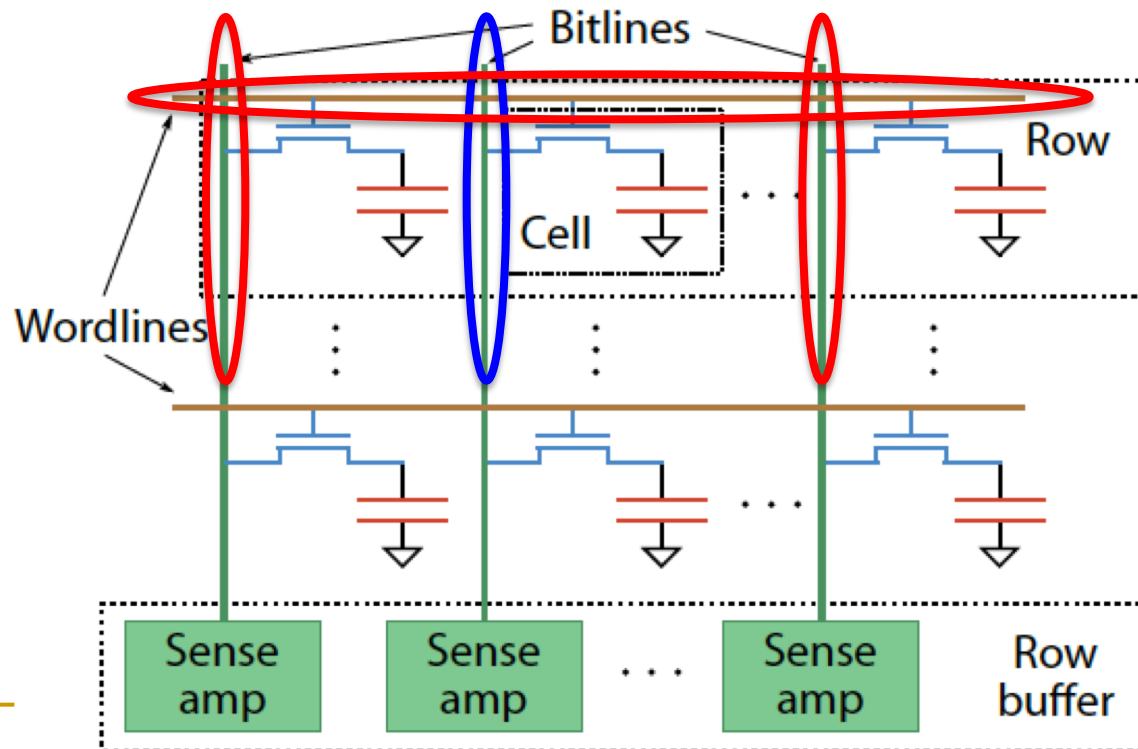 Bitlines
Row
Cell
Wordlines
Sense
amp
Sense
amp
Sense
amp
Row
buffer